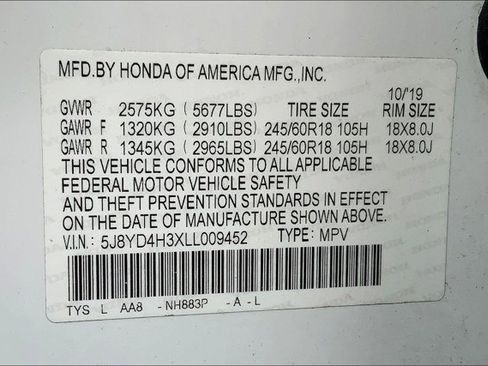 MFD.BY HONDA OF AMERICA MFG.,INC.
10/'19
GVWR 2575KG (5677LBS) TIRE SIZE RIM SIZE
GAWR F 1320KG (2910LBS) 245/60R18 105H 18X8.0J
GAWR R 1345KG (2965LBS) 245/60R18 105H 18X8.0J
THIS VEHICLE CONFORMS TO ALL APPLICABLE
FEDERAL MOTOR VEHICLE SAFETY
AND THEFT PREVENTION STANDARDS IN EFFECT
ON THE DATE OF MANUFACTURE SHOWN ABOVE.
V.I.N: 5J8YD4H3XLL009452 TYPE: MPV
TYS L AA8 -NH883P -A -L